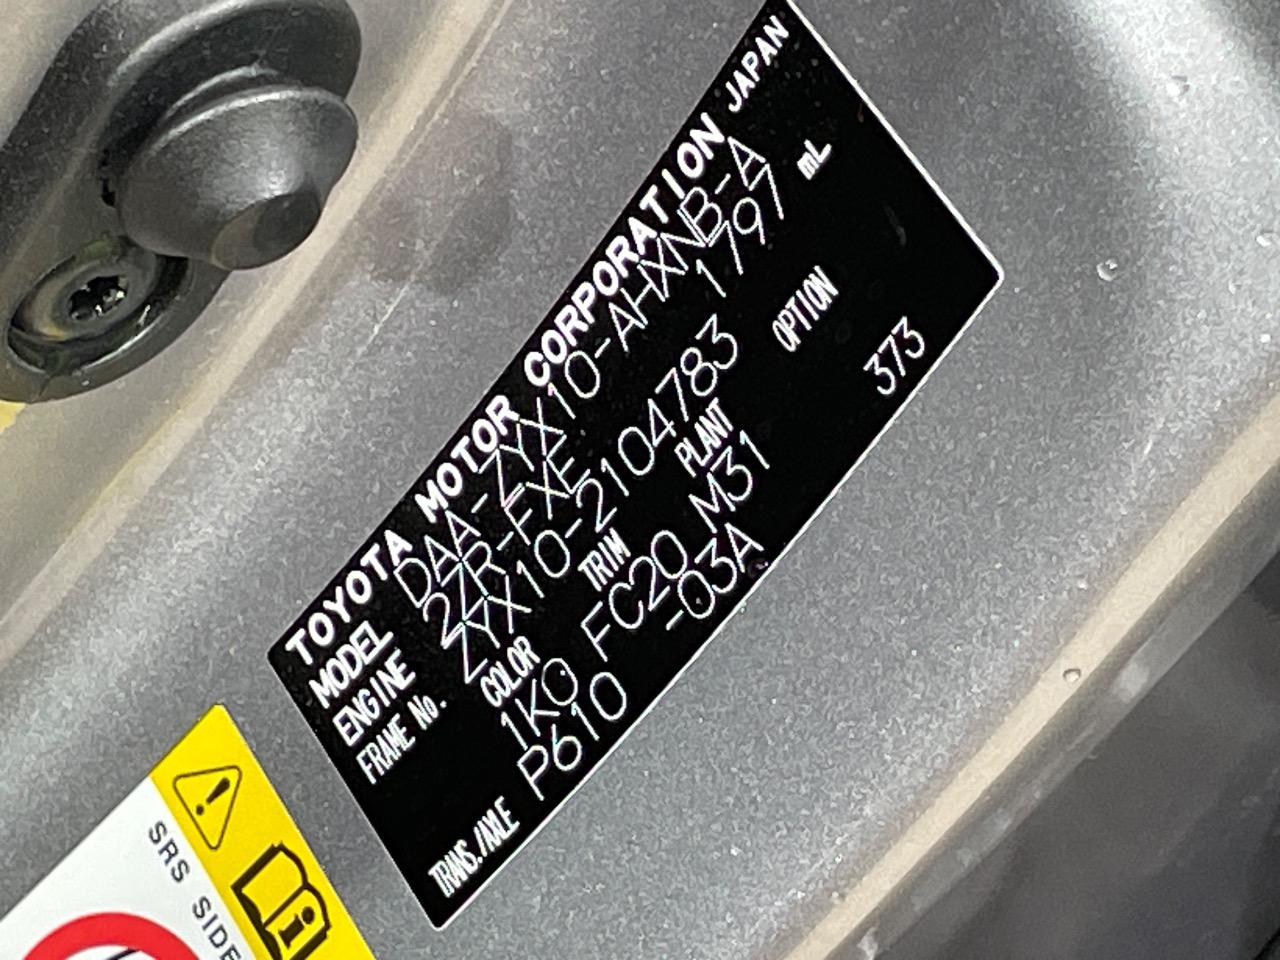 TOYOTA MOTOR CORPORATION JAPAN
MODEL DAA-ZYX10-AHXNB-A
ENGINE 2ZR-FXE 1797 mL
FRAME No. ZYX10-2104783
COLOR TRIM PLANT OPTION
1K0 FC20 M31 373
TRANS./AXLE P610 -03A
SRS SIDE